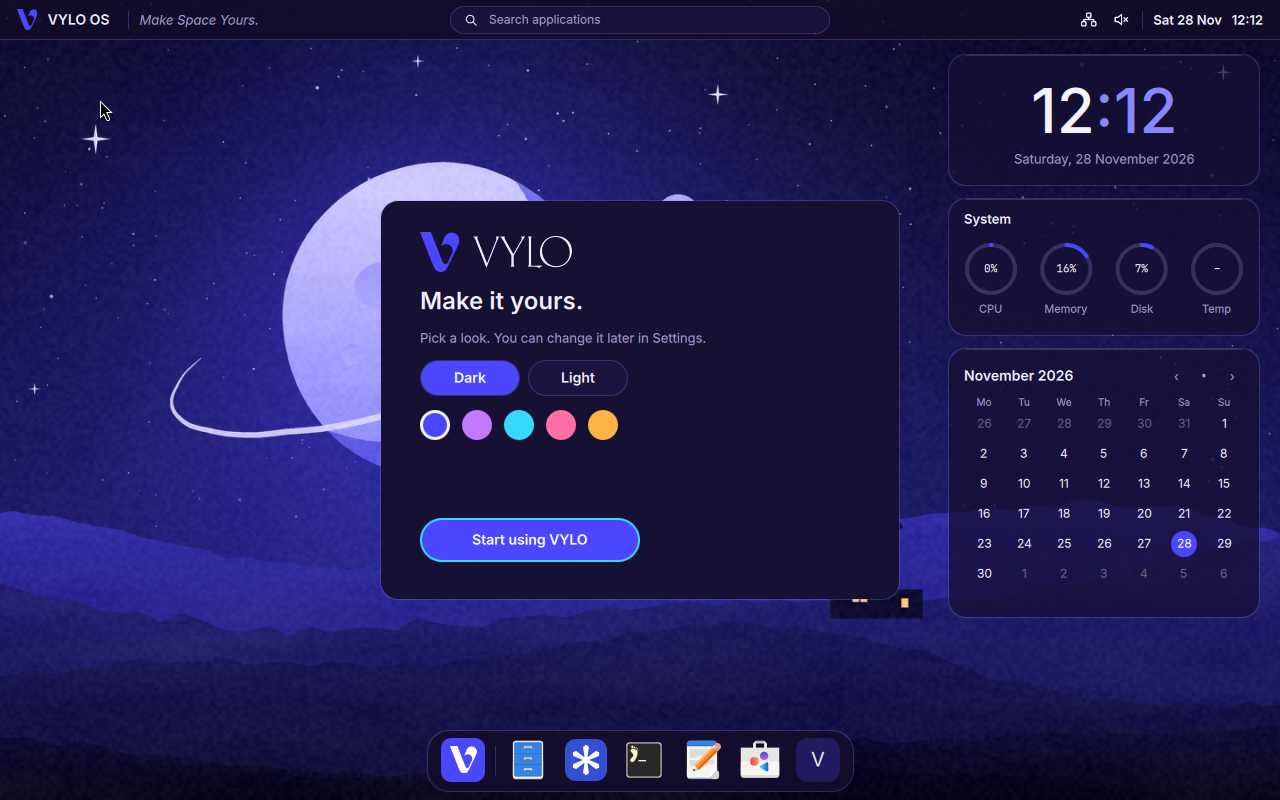 VYLO OS
Make Space Yours.
Search applications
Sat 28 Nov 12:12
12:12
Saturday, 28 November 2026
System
0% 16% 7% –
CPU Memory Disk Temp
VYLO
Make it yours.
Pick a look. You can change it later in Settings.
Dark Light
Start using VYLO
November 2026 ‹ • ›
Mo Tu We Th Fr Sa Su
26 27 28 29 30 31 1
2 3 4 5 6 7 8
9 10 11 12 13 14 15
16 17 18 19 20 21 22
23 24 25 26 27 28 29
30 1 2 3 4 5 6
V